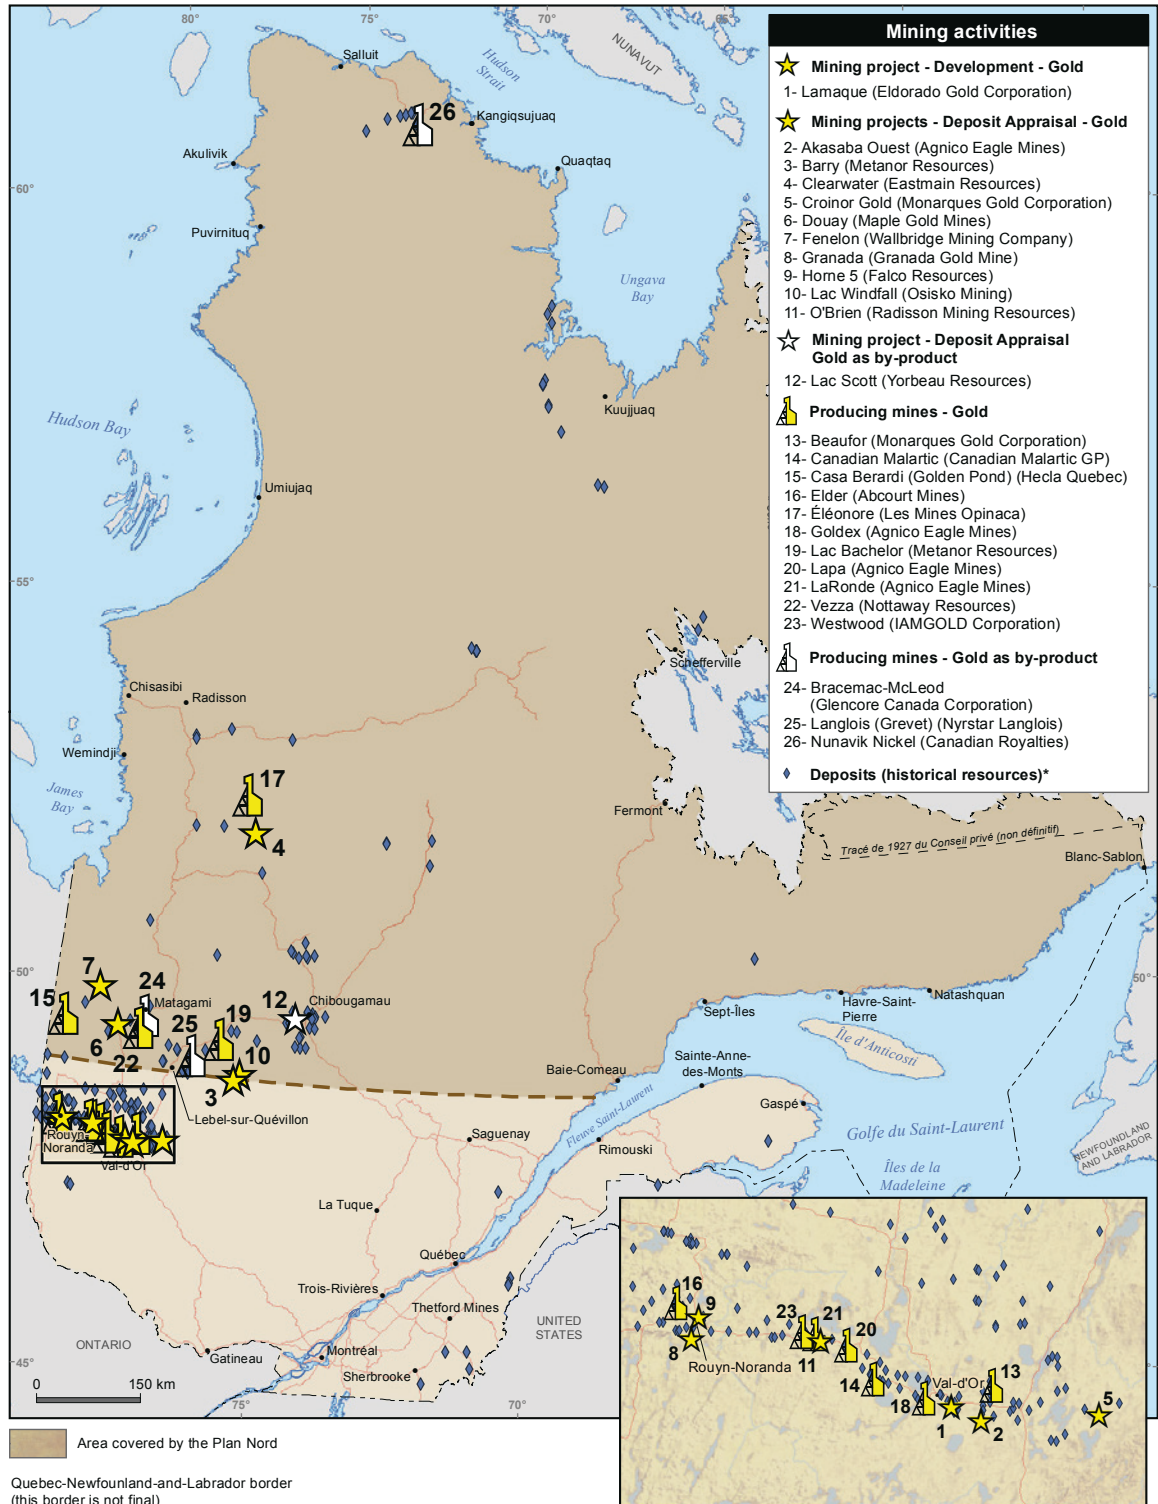 Mining activities
Mining project - Development - Gold
1- Lamaque (Eldorado Gold Corporation)
Mining projects - Deposit Appraisal - Gold
2- Akasaba Ouest (Agnico Eagle Mines)
3- Barry (Metanor Resources)
4- Clearwater (Eastmain Resources)
5- Croinor Gold (Monarques Gold Corporation)
6- Douay (Maple Gold Mines)
7- Fenelon (Wallbridge Mining Company)
8- Granada (Granada Gold Mine)
9- Horne 5 (Falco Resources)
10- Lac Windfall (Osisko Mining)
11- O'Brien (Radisson Mining Resources)
Mining project - Deposit Appraisal
Gold as by-product
12- Lac Scott (Yorbeau Resources)
Producing mines - Gold
13- Beaufor (Monarques Gold Corporation)
14- Canadian Malartic (Canadian Malartic GP)
15- Casa Berardi (Golden Pond) (Hecla Quebec)
16- Elder (Abcourt Mines)
17- Éléonore (Les Mines Opinaca)
18- Goldex (Agnico Eagle Mines)
19- Lac Bachelor (Metanor Resources)
20- Lapa (Agnico Eagle Mines)
21- LaRonde (Agnico Eagle Mines)
22- Vezza (Nottaway Resources)
23- Westwood (IAMGOLD Corporation)
Producing mines - Gold as by-product
24- Bracemac-McLeod
(Glencore Canada Corporation)
25- Langlois (Grevet) (Nyrstar Langlois)
26- Nunavik Nickel (Canadian Royalties)
Deposits (historical resources)*
80°
75°
70°
Salluit
Hudson
Strait
NUNAVUT
26
Kangiqsujuaq
Akulivik
Quaqtaq
60°
Puvirnituq
Ungava
Bay
Kuujjuaq
Hudson Bay
Umiujaq
55°
Schefferville
Chisasibi
Radisson
Wemindji
James
Bay
17
4
Fermont
Tracé de 1927 du Conseil privé (non définitif)
Blanc-Sablon
50°
50°
7
24
15
Matagami
12
Chibougamau
6
22
25
19
10
3
Lebel-sur-Quévillon
Sept-Îles
Havre-Saint-
Pierre
Natashquan
Île d'Anticosti
Sainte-Anne-
des-Monts
Baie-Comeau
Gaspé
Fleuve Saint-Laurent
Golfe du Saint-Laurent
NEWFOUNDLAND
AND LABRADOR
Îles de la
Madeleine
Rouyn-
Noranda
Val-d'Or
Saguenay
Rimouski
La Tuque
Québec
Trois-Rivières
Thetford Mines
UNITED
STATES
ONTARIO
Gatineau
Montréal
Sherbrooke
45°
0
150 km
75°
70°
16
9
8
Rouyn-Noranda
23
21
11
20
14
Val-d'Or
13
18
1
2
5
Area covered by the Plan Nord
Quebec-Newfounland-and-Labrador border
(this border is not final)